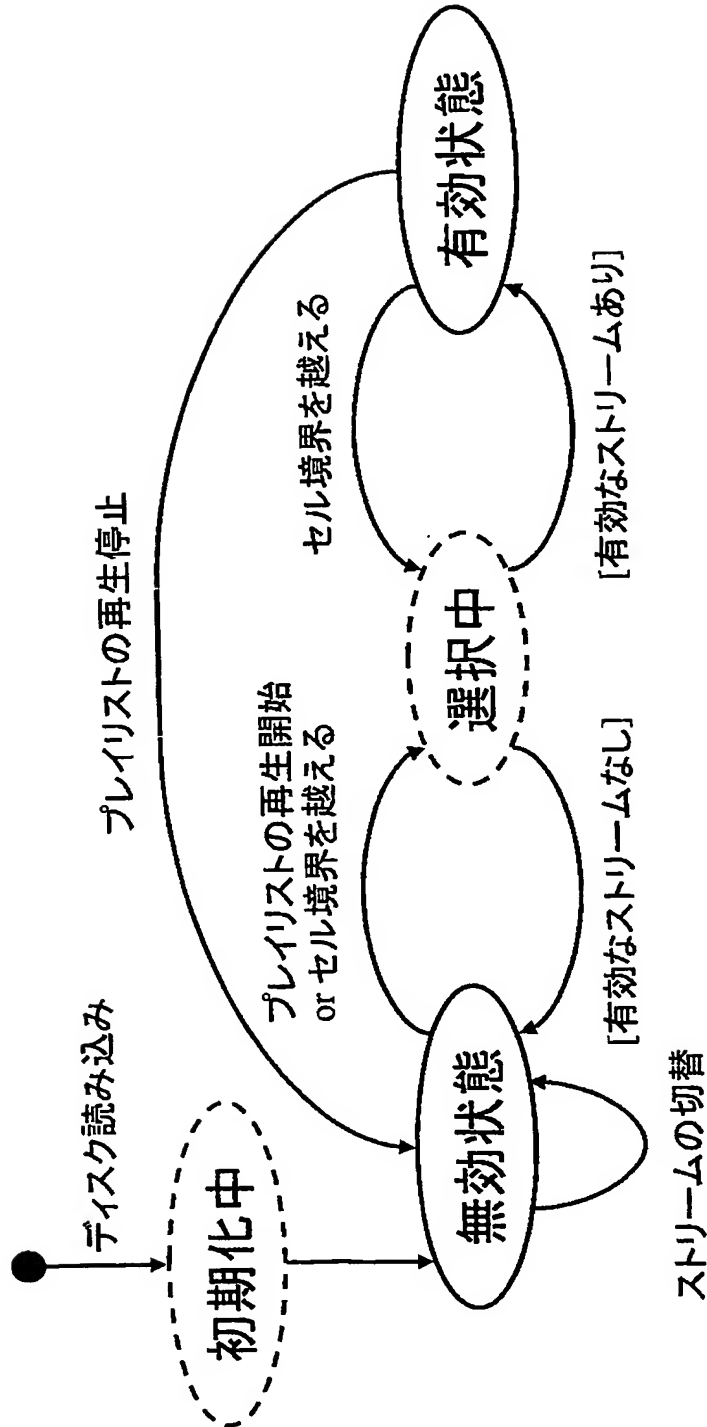 ディスク読み込み
初期化中
プレイリストの再生停止
無効状態
プレイリストの再生開始
or セル境界を越える
選択中
セル境界を越える
有効状態
[有効なストリームなし]
[有効なストリームあり]
ストリームの切替